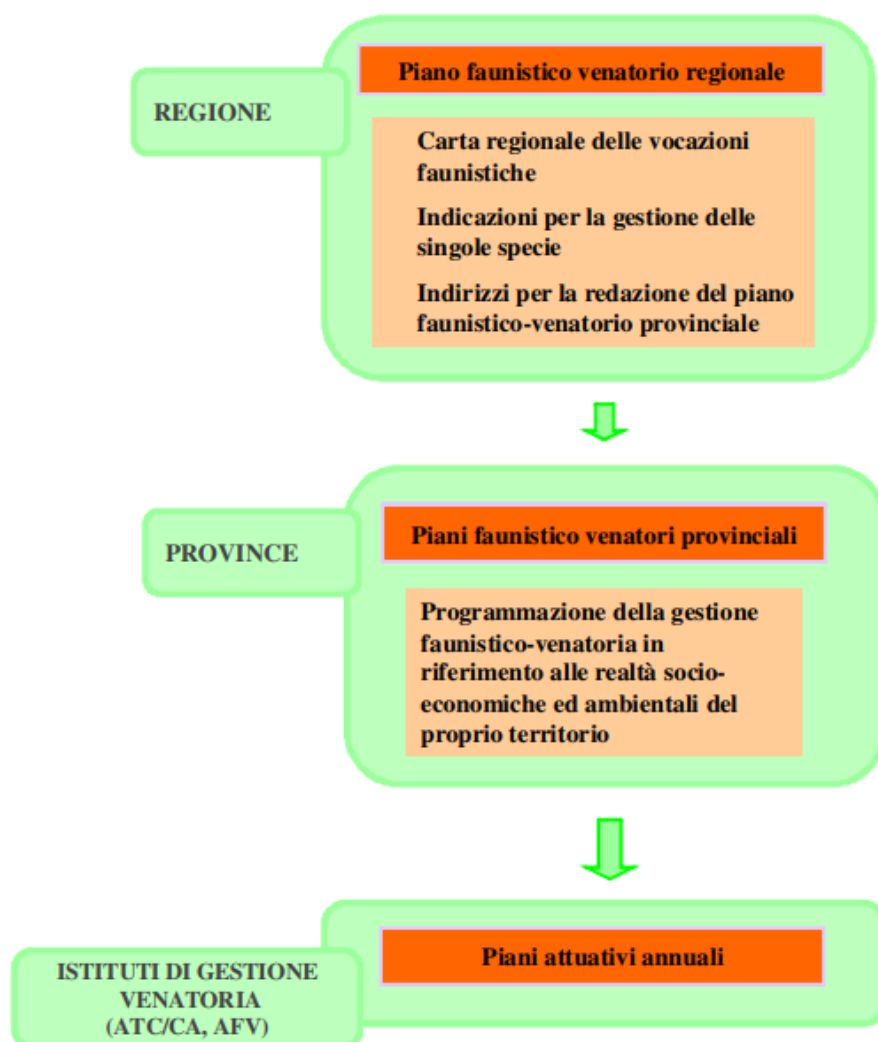 Piano faunistico venatorio regionale
REGIONE
Carta regionale delle vocazioni
faunistiche
Indicazioni per la gestione delle
singole specie
Indirizzi per la redazione del piano
faunistico-venatorio provinciale
Piani faunistico venatori provinciali
PROVINCE
Programmazione della gestione
faunistico-venatoria in
riferimento alle realtà socio-
economiche ed ambientali del
proprio territorio
Piani attuativi annuali
ISTITUTI DI GESTIONE
VENATORIA
(ATC/CA, AFV)